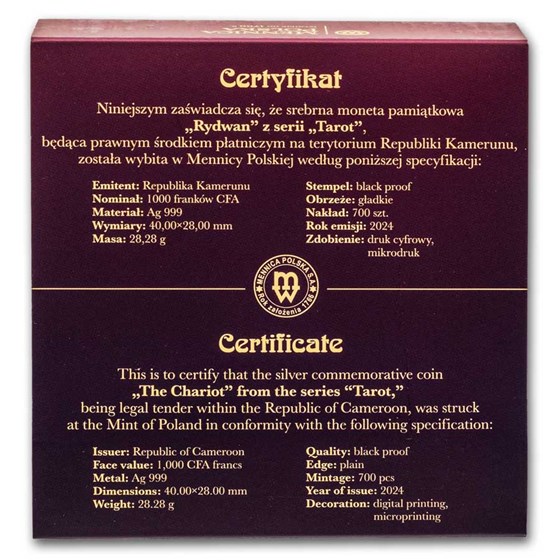 MENNICA
Certyfikat
Niniejszym zaświadcza się, że srebrna moneta pamiątkowa
„Rydwan” z serii „Tarot”,
będąca prawnym środkiem płatniczym na terytorium Republiki Kamerunu,
została wybita w Mennicy Polskiej według poniższej specyfikacji:
Emitent: Republika Kamerunu
Nominał: 1000 franków CFA
Materiał: Ag 999
Wymiary: 40,00×28,00 mm
Masa: 28,28 g
Stempel: black proof
Obrzeże: gładkie
Nakład: 700 szt.
Rok emisji: 2024
Zdobienie: druk cyfrowy,
mikrodruk
MENNICA POLSKA S.A.
MW
Rok założenia 1766
Certificate
This is to certify that the silver commemorative coin
„The Chariot” from the series “Tarot,”
being legal tender within the Republic of Cameroon, was struck
at the Mint of Poland in conformity with the following specification:
Issuer: Republic of Cameroon
Face value: 1,000 CFA francs
Metal: Ag 999
Dimensions: 40.00×28.00 mm
Weight: 28.28 g
Quality: black proof
Edge: plain
Mintage: 700 pcs
Year of issue: 2024
Decoration: digital printing,
microprinting